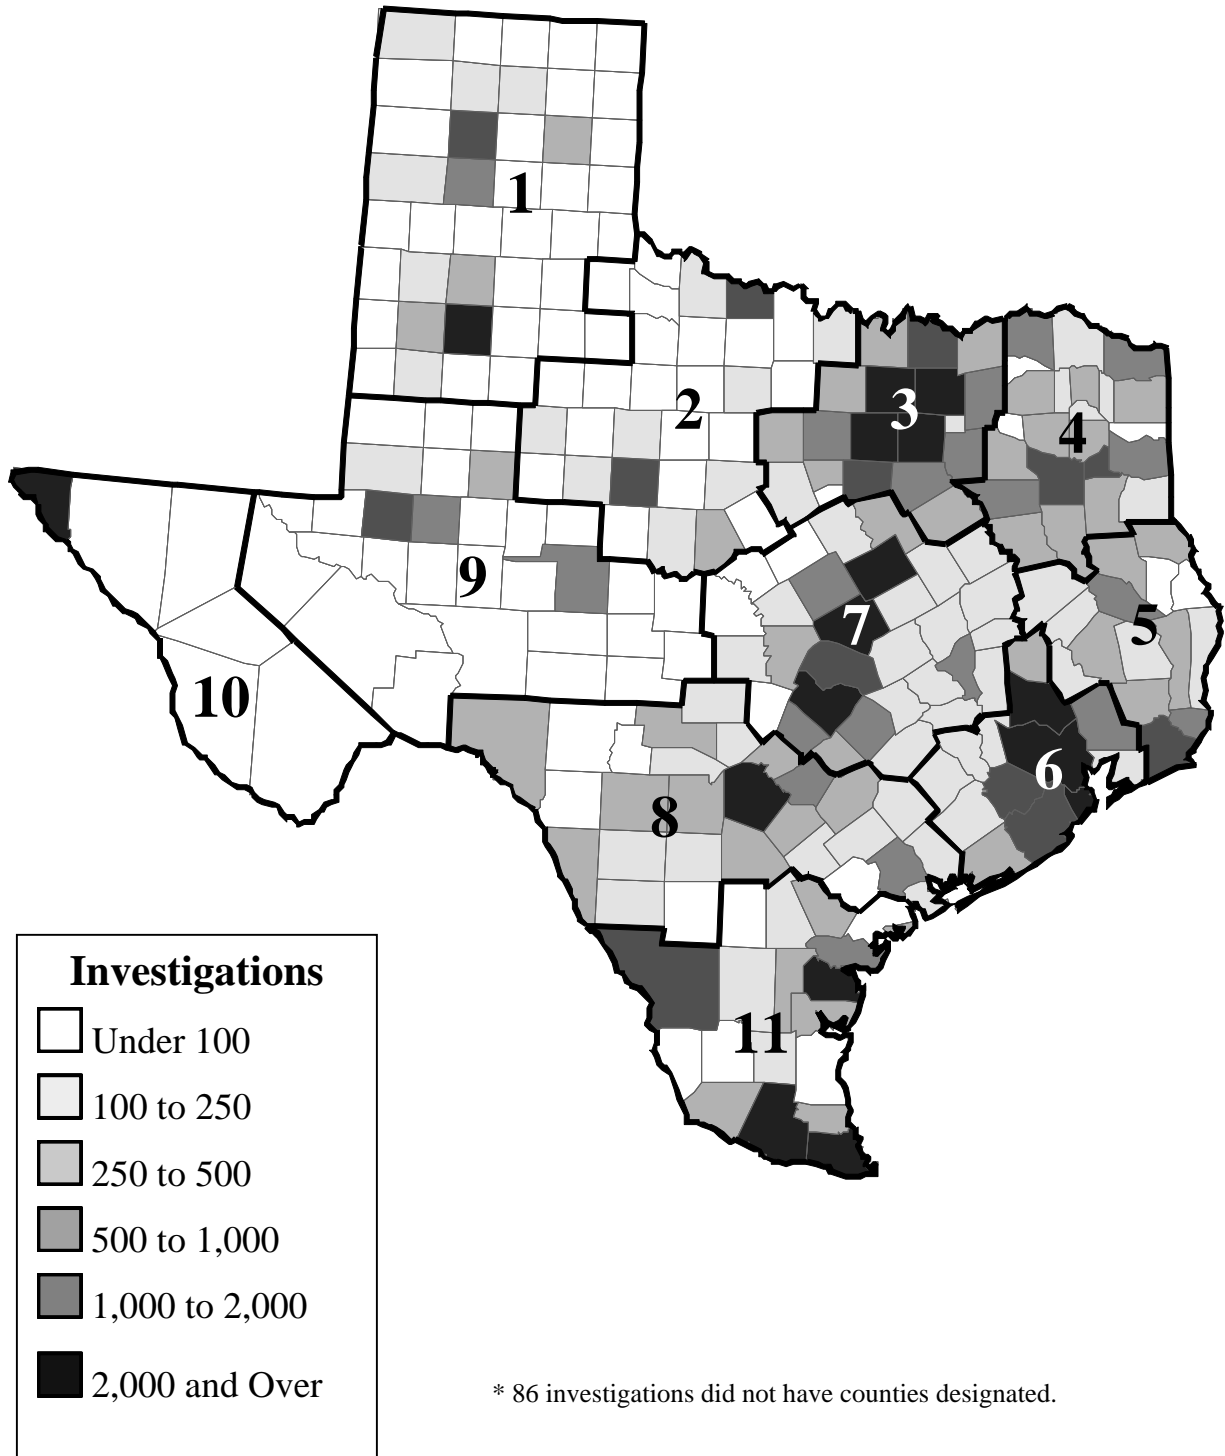 1
2
3
4
5
6
7
8
9
10
11
Investigations
Under 100
100 to 250
250 to 500
500 to 1,000
1,000 to 2,000
2,000 and Over
* 86 investigations did not have counties designated.